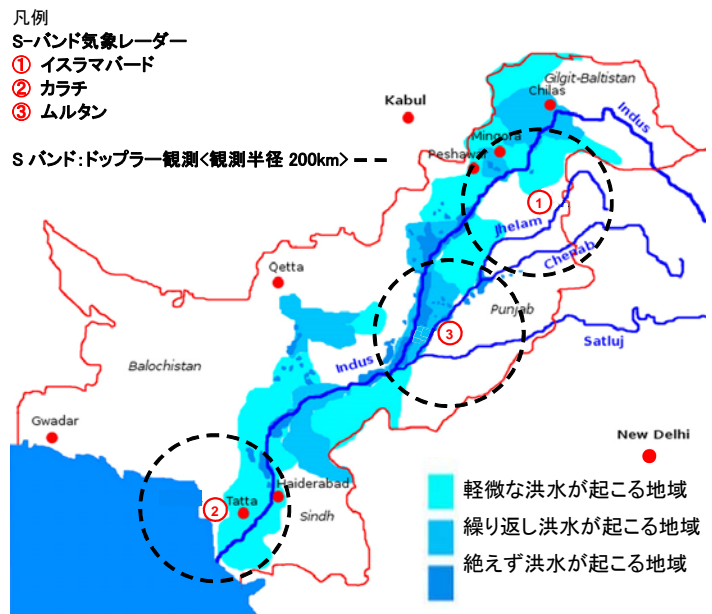 凡例
S-バンド気象レーダー
① イスラマバード
② カラチ
③ ムルタン
S バンド:ドップラー観測<観測半径 200km>
Gilgit-Baltistan
Chilas
Kabul
Indus
Mingora
Peshawar
①
Jhelam
Chenab
Qetta
Punjab
③
Satluj
Balochistan
Indus
Gwadar
New Delhi
Haiderabad
Tatta
②
Sindh
軽微な洪水が起こる地域
繰り返し洪水が起こる地域
絶えず洪水が起こる地域